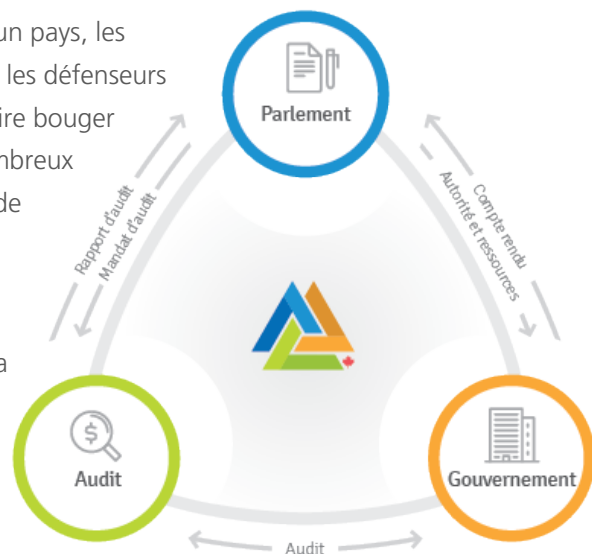 un pays, les
les défenseurs
ire bouger
mbreux
de
a
Parlement
Rapport d'audit
Mandat d'audit
Compte rendu
Autorité et ressources
Audit
Gouvernement
Audit